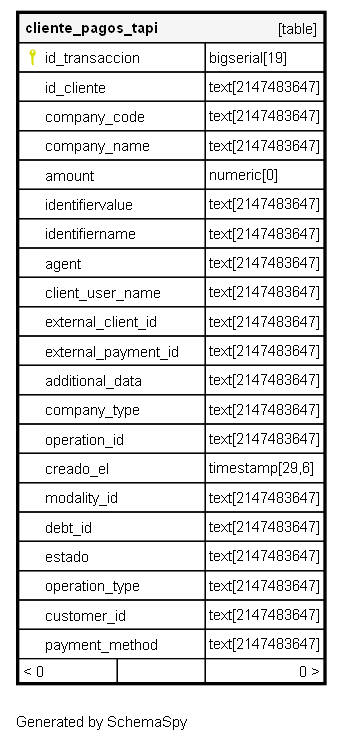 cliente_pagos_tapi [table]
id_transaccion bigserial[19]
id_cliente text[2147483647]
company_code text[2147483647]
company_name text[2147483647]
amount numeric[0]
identifiervalue text[2147483647]
identifiername text[2147483647]
agent text[2147483647]
client_user_name text[2147483647]
external_client_id text[2147483647]
external_payment_id text[2147483647]
additional_data text[2147483647]
company_type text[2147483647]
operation_id text[2147483647]
creado_el timestamp[29,6]
modality_id text[2147483647]
debt_id text[2147483647]
estado text[2147483647]
operation_type text[2147483647]
customer_id text[2147483647]
payment_method text[2147483647]
< 0 0 >
Generated by SchemaSpy